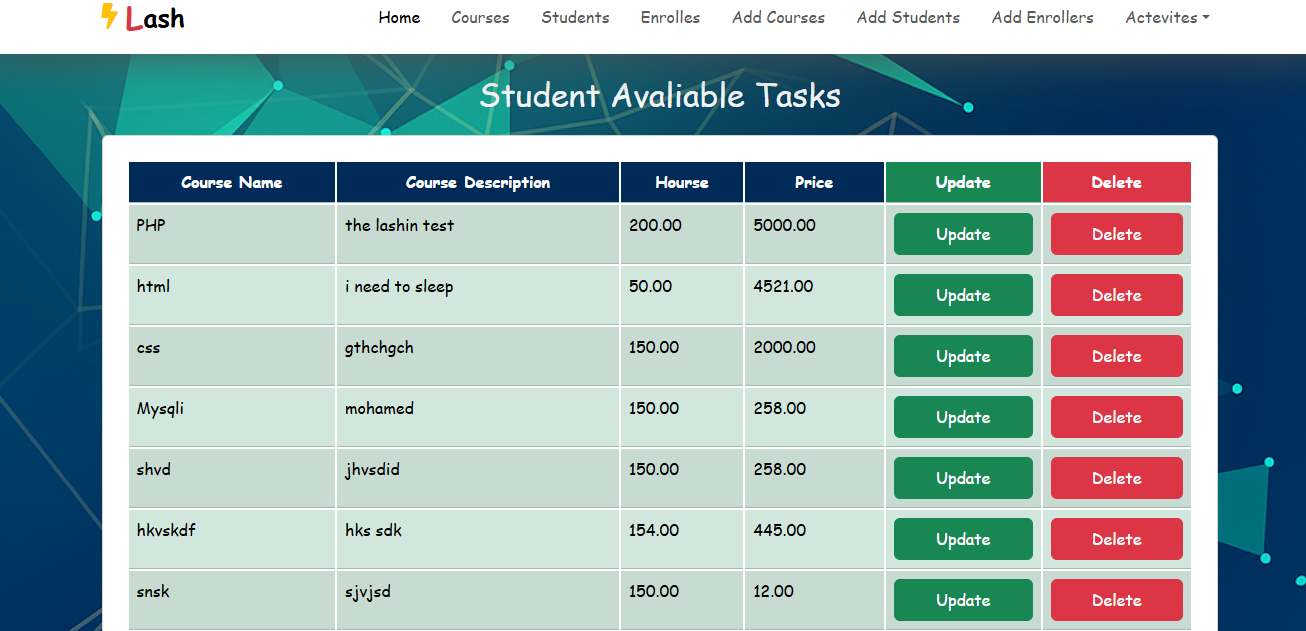 Lash Home Courses Students Enrolles Add Courses Add Students Add Enrollers Actevites
Student Avaliable Tasks
Course Name Course Description Hourse Price Update Delete
PHP the lashin test 200.00 5000.00 Update Delete
html i need to sleep 50.00 4521.00 Update Delete
css gthchgch 150.00 2000.00 Update Delete
Mysqli mohamed 150.00 258.00 Update Delete
shvd jhvsdid 150.00 258.00 Update Delete
hkvskdf hks sdk 154.00 445.00 Update Delete
snsk sjvjsd 150.00 12.00 Update Delete